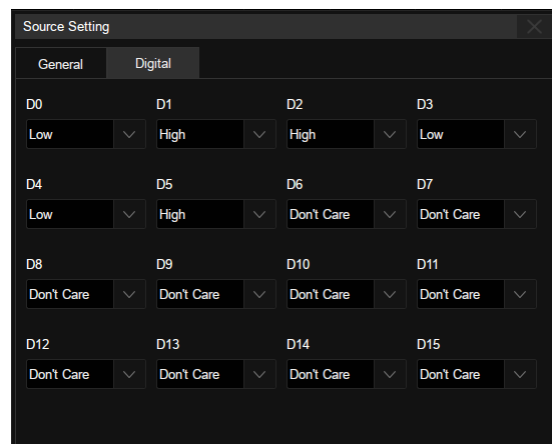 Source Setting
General Digital
D0 D1 D2 D3
Low High High Low
D4 D5 D6 D7
Low High Don't Care Don't Care
D8 D9 D10 D11
Don't Care Don't Care Don't Care Don't Care
D12 D13 D14 D15
Don't Care Don't Care Don't Care Don't Care